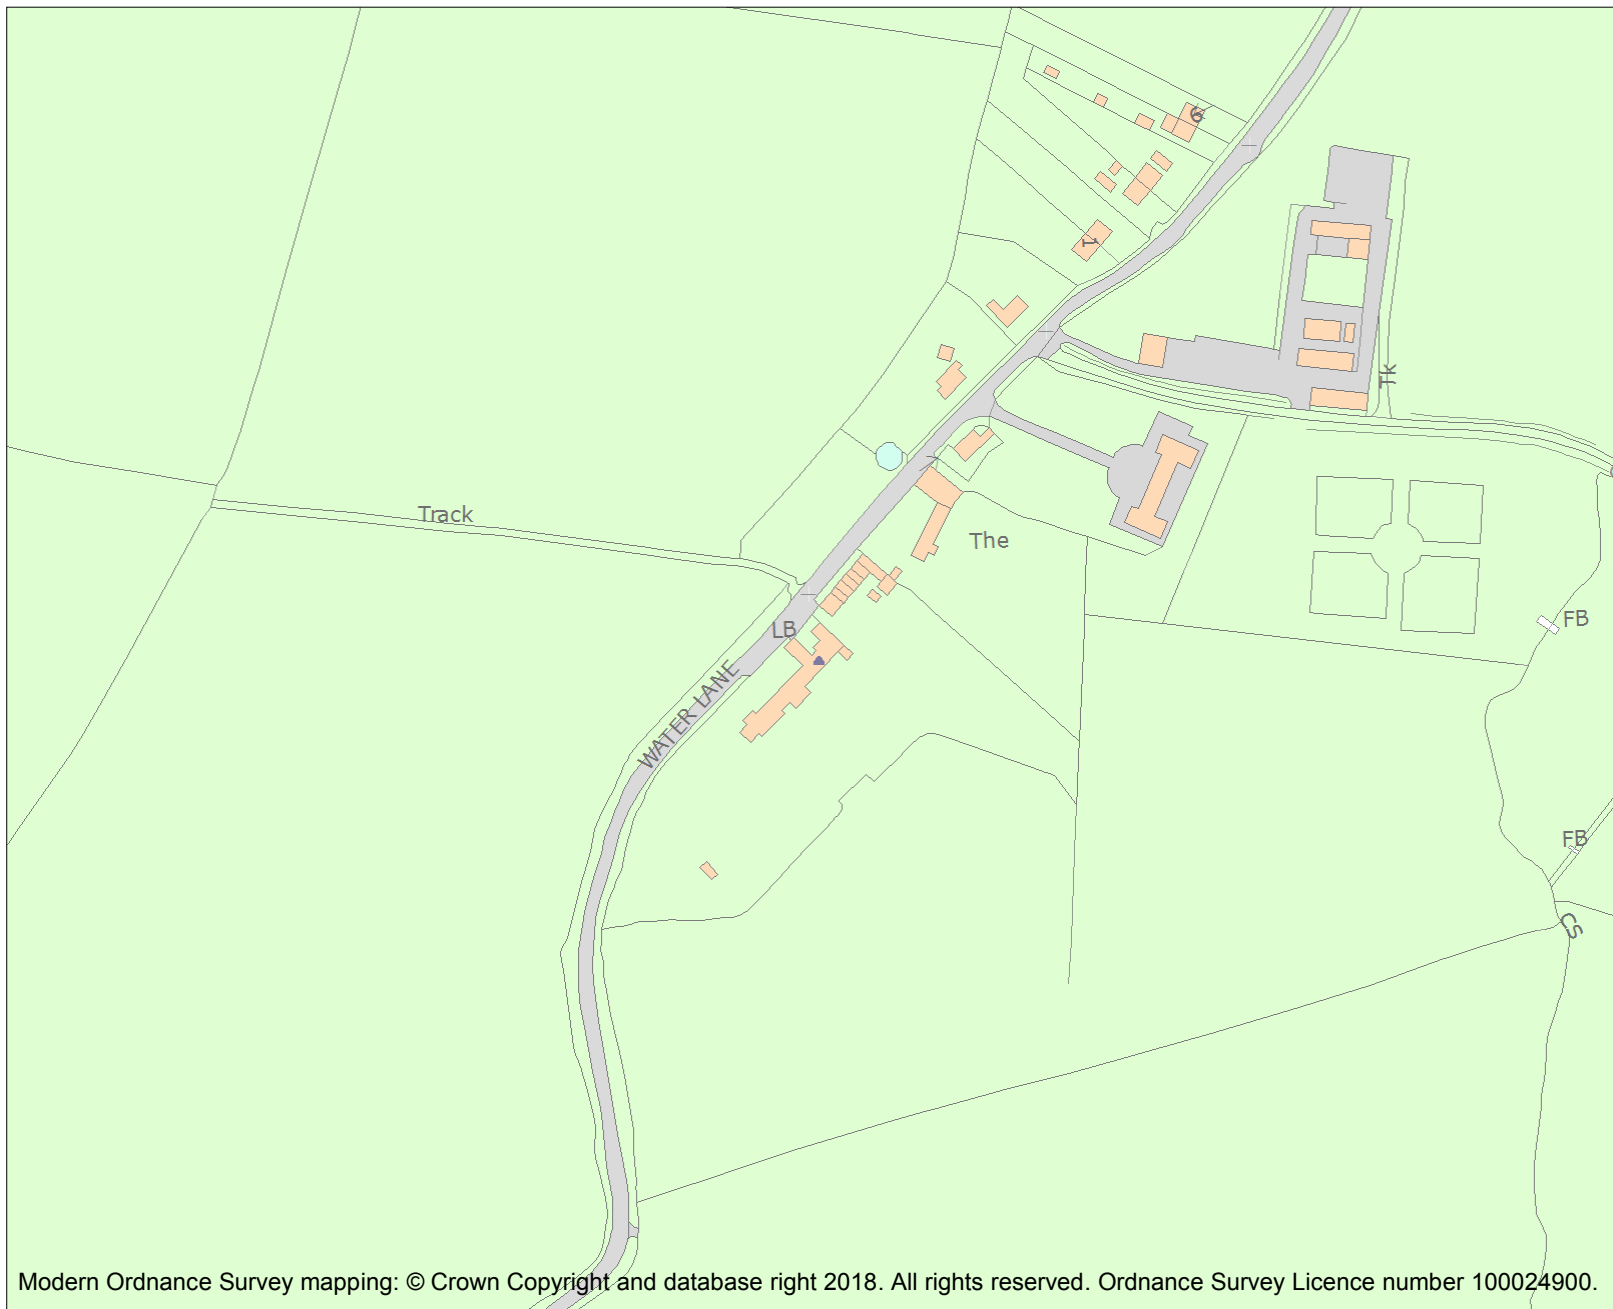 6
1
Tk
Track
The
FB
LB
WATER LANE
FB
CS
Modern Ordnance Survey mapping: © Crown Copyright and database right 2018. All rights reserved. Ordnance Survey Licence number 100024900.